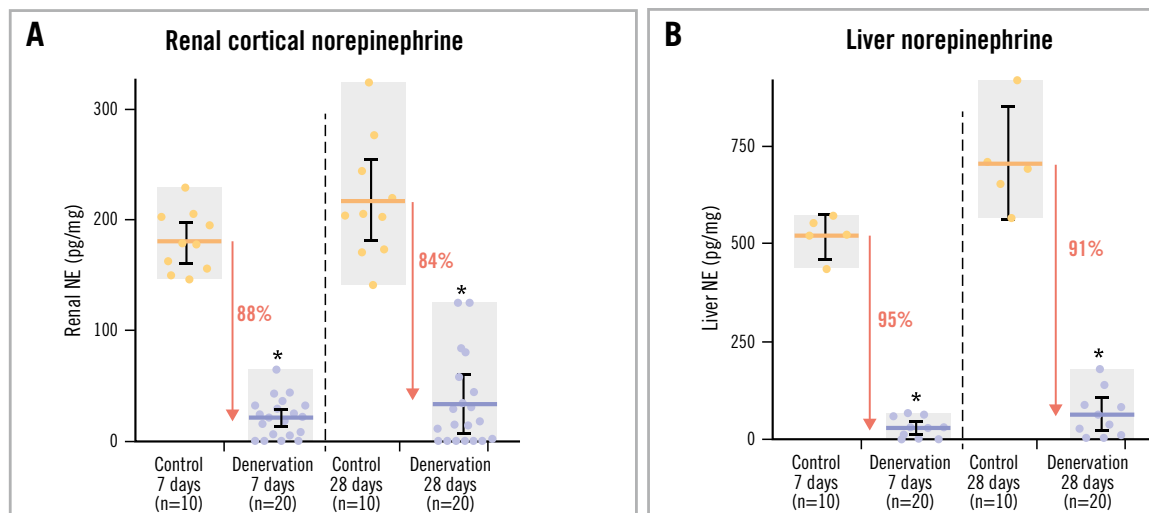 A
Renal cortical norepinephrine
Renal NE (pg/mg)
300
200
100
0
88%
*
84%
*
Control
7 days
(n=10)
Denervation
7 days
(n=20)
Control
28 days
(n=10)
Denervation
28 days
(n=20)
B
Liver norepinephrine
Liver NE (pg/mg)
750
500
250
0
95%
*
91%
*
Control
7 days
(n=10)
Denervation
7 days
(n=20)
Control
28 days
(n=10)
Denervation
28 days
(n=20)